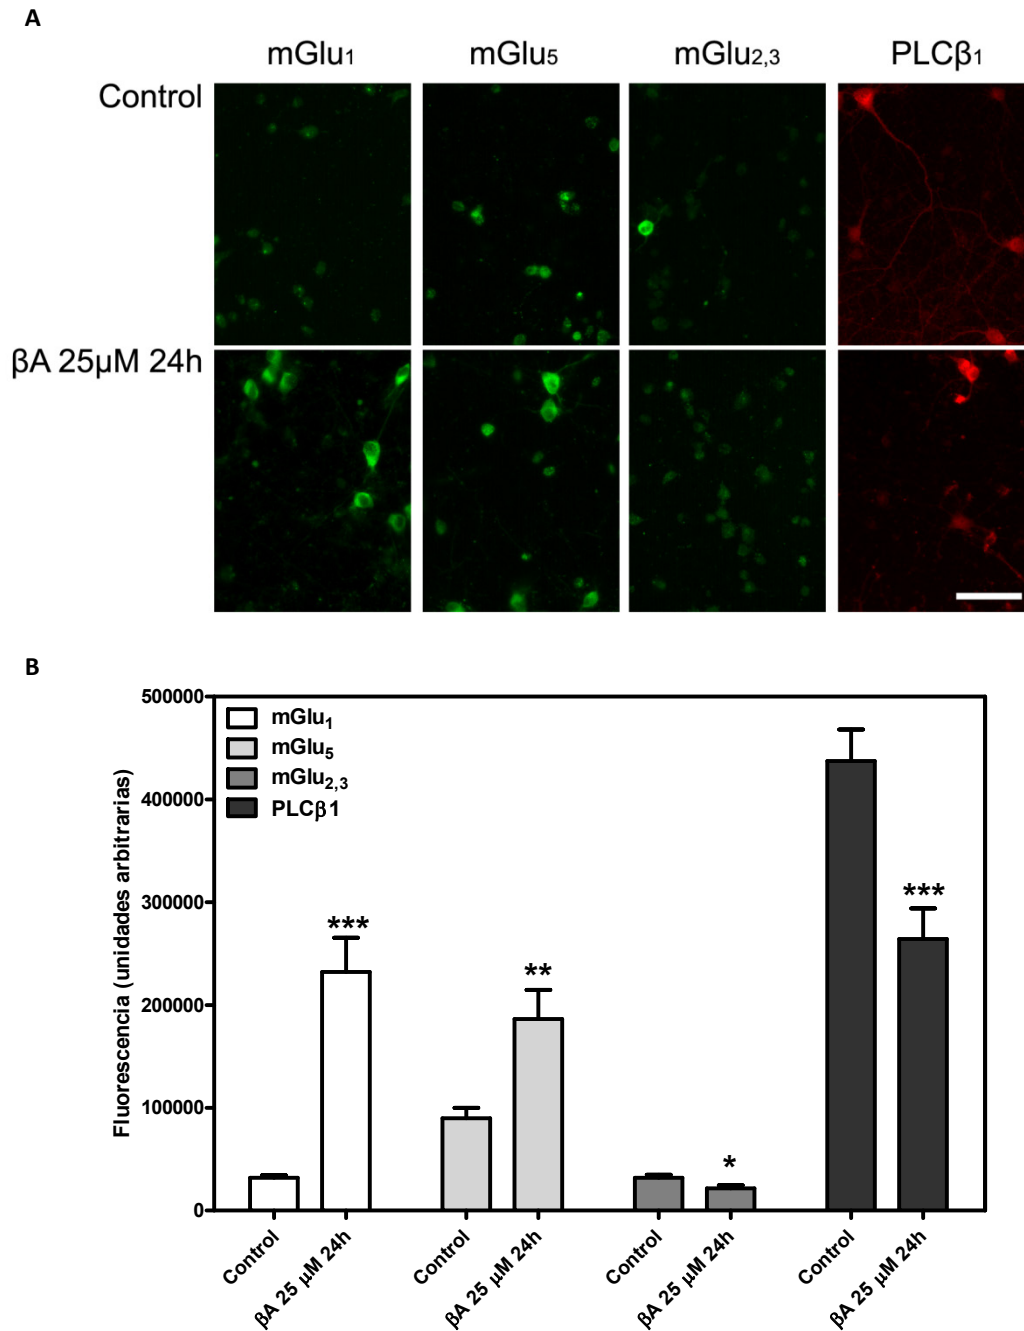 A
mGlu1 mGlu5 mGlu2,3 PLCβ1
Control
βA 25μM 24h
B
500000
400000
300000
200000
100000
0
Fluorescencia (unidades arbitrarias)
mGlu1
mGlu5
mGlu2,3
PLCβ1
***
**
*
***
Control
βA 25 μM 24h
Control
βA 25 μM 24h
Control
βA 25 μM 24h
Control
βA 25 μM 24h